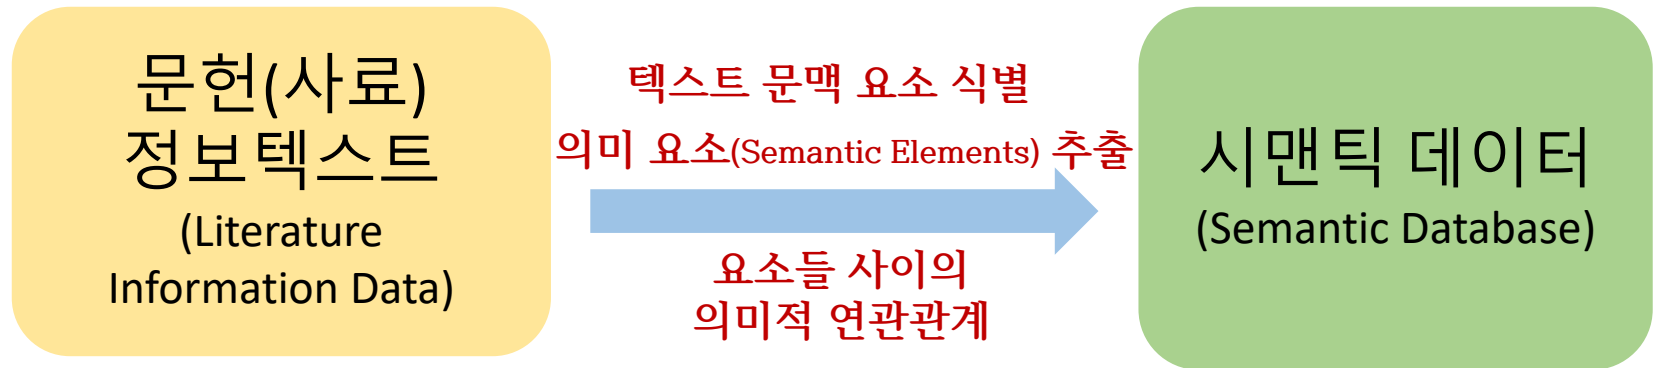 문헌(사료)
정보텍스트
(Literature
Information Data)
텍스트 문맥 요소 식별
의미 요소(Semantic Elements) 추출
요소들 사이의
의미적 연관관계
시맨틱 데이터
(Semantic Database)